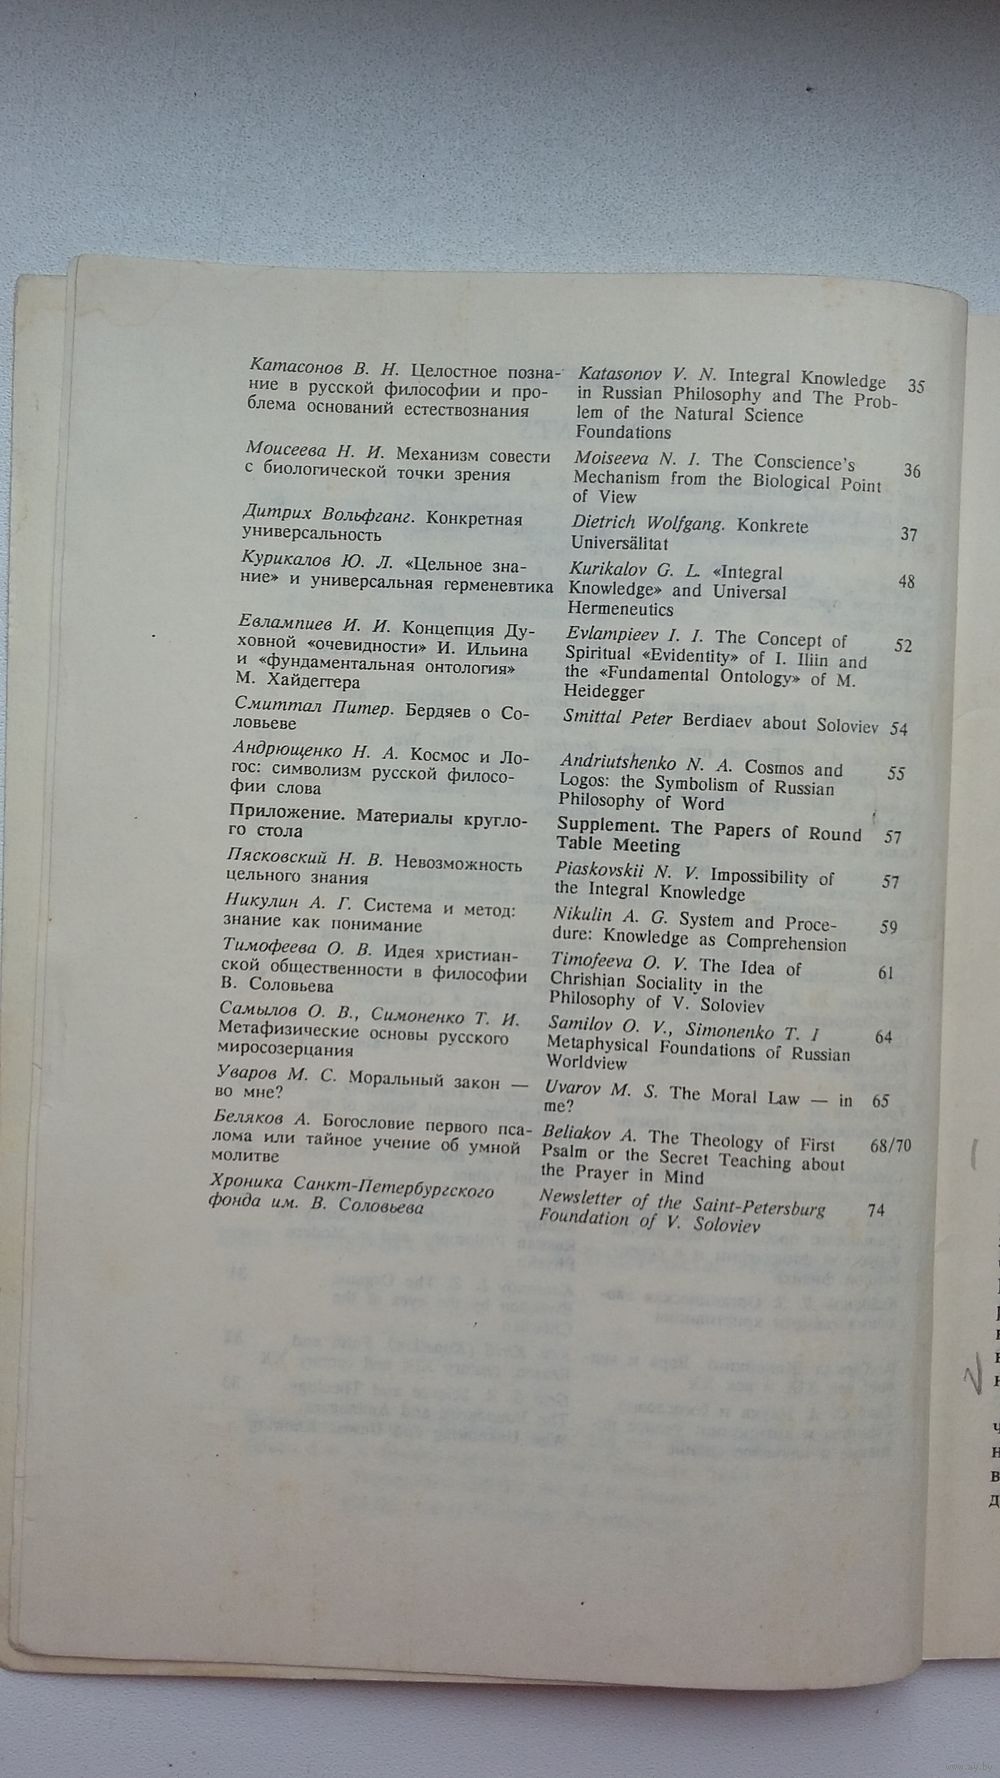 Катасонов В. Н. Целостное позна-
ние в русской философии и про-
блема оснований естествознания
Katasonov V. N. Integral Knowledge 35
in Russian Philosophy and The Prob-
lem of the Natural Science
Foundations
Моисеева Н. И. Механизм совести
с биологической точки зрения
Moiseeva N. I. The Conscience's 36
Mechanism from the Biological Point
of View
Дитрих Вольфганг. Конкретная
универсальность
Dietrich Wolfgang. Konkrete 37
Universälitat
Курикалов Ю. Л. «Цельное зна-
ние» и универсальная герменевтика
Kurikalov G. L. «Integral 48
Knowledge» and Universal
Hermeneutics
Евлампиев И. И. Концепция Ду-
ховной «очевидности» И. Ильина
и «фундаментальная онтология»
М. Хайдеггера
Evlampieev I. I. The Concept of 52
Spiritual «Evidentity» of I. Iliin and
the «Fundamental Ontology» of M.
Heidegger
Смиттал Питер. Бердяев о Со-
ловьеве
Smittal Peter Berdiaev about Soloviev 54
Андрющенко Н. А. Космос и Ло-
гос: символизм русской филосо-
фии слова
Andriutshenko N. A. Cosmos and 55
Logos: the Symbolism of Russian
Philosophy of Word
Приложение. Материалы кругло-
го стола
Supplement. The Papers of Round 57
Table Meeting
Пясковский Н. В. Невозможность
цельного знания
Piaskovskii N. V. Impossibility of 57
the Integral Knowledge
Никулин А. Г. Система и метод:
знание как понимание
Nikulin A. G. System and Proce- 59
dure: Knowledge as Comprehension
Тимофеева О. В. Идея христиан-
ской общественности в философии
В. Соловьева
Timofeeva O. V. The Idea of 61
Chrishian Sociality in the
Philosophy of V. Soloviev
Самылов О. В., Симоненко Т. И.
Метафизические основы русского
миросозерцания
Samilov O. V., Simonenko T. I 64
Metaphysical Foundations of Russian
Worldview
Уваров М. С. Моральный закон —
во мне?
Uvarov M. S. The Moral Law — in 65
me?
Беляков А. Богословие первого пса-
лома или тайное учение об умной
молитве
Beliakov A. The Theology of First 68/70
Psalm or the Secret Teaching about
the Prayer in Mind
Хроника Санкт-Петербургского
фонда им. В. Соловьева
Newsletter of the Saint-Petersburg 74
Foundation of V. Soloviev
www.ay.by